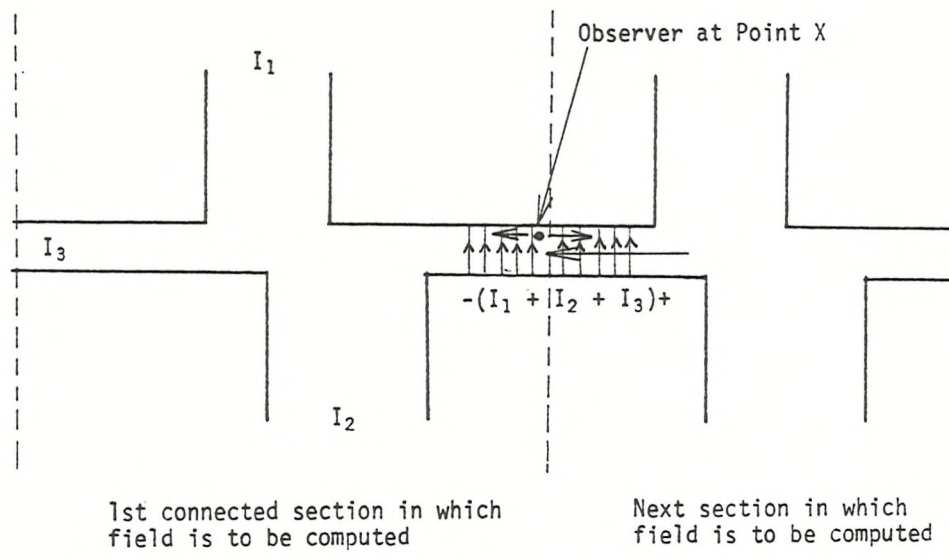 Observer at Point X
I₁
I₃
-(I₁ + I₂ + I₃)+
I₂
1st connected section in which
field is to be computed
Next section in which
field is to be computed